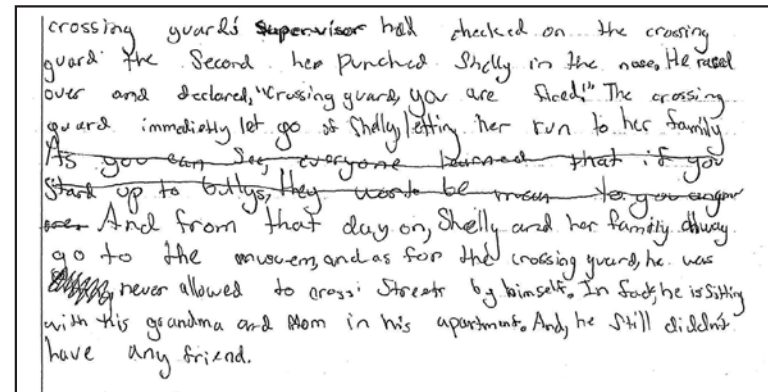 crossing guard's supervisor had checked on the crossing
guard the Second her punched Shelly in the nose. He raced
over and declared, "Crossing guard, you are fired!" The crossing
guard immedietly let go of Shelly, letting her run to her family
As you can see, everyone learned that if you
stand up to bullys, they won't be mean to you
And from that day on, Shelly and her family alway
go to the musuem, and as for the crossing guard, he was
never allowed to cross Streets by himself. In fact, he is Sitting
with his grandma and Mom in his apartment. And, he still didn't
have any friend.